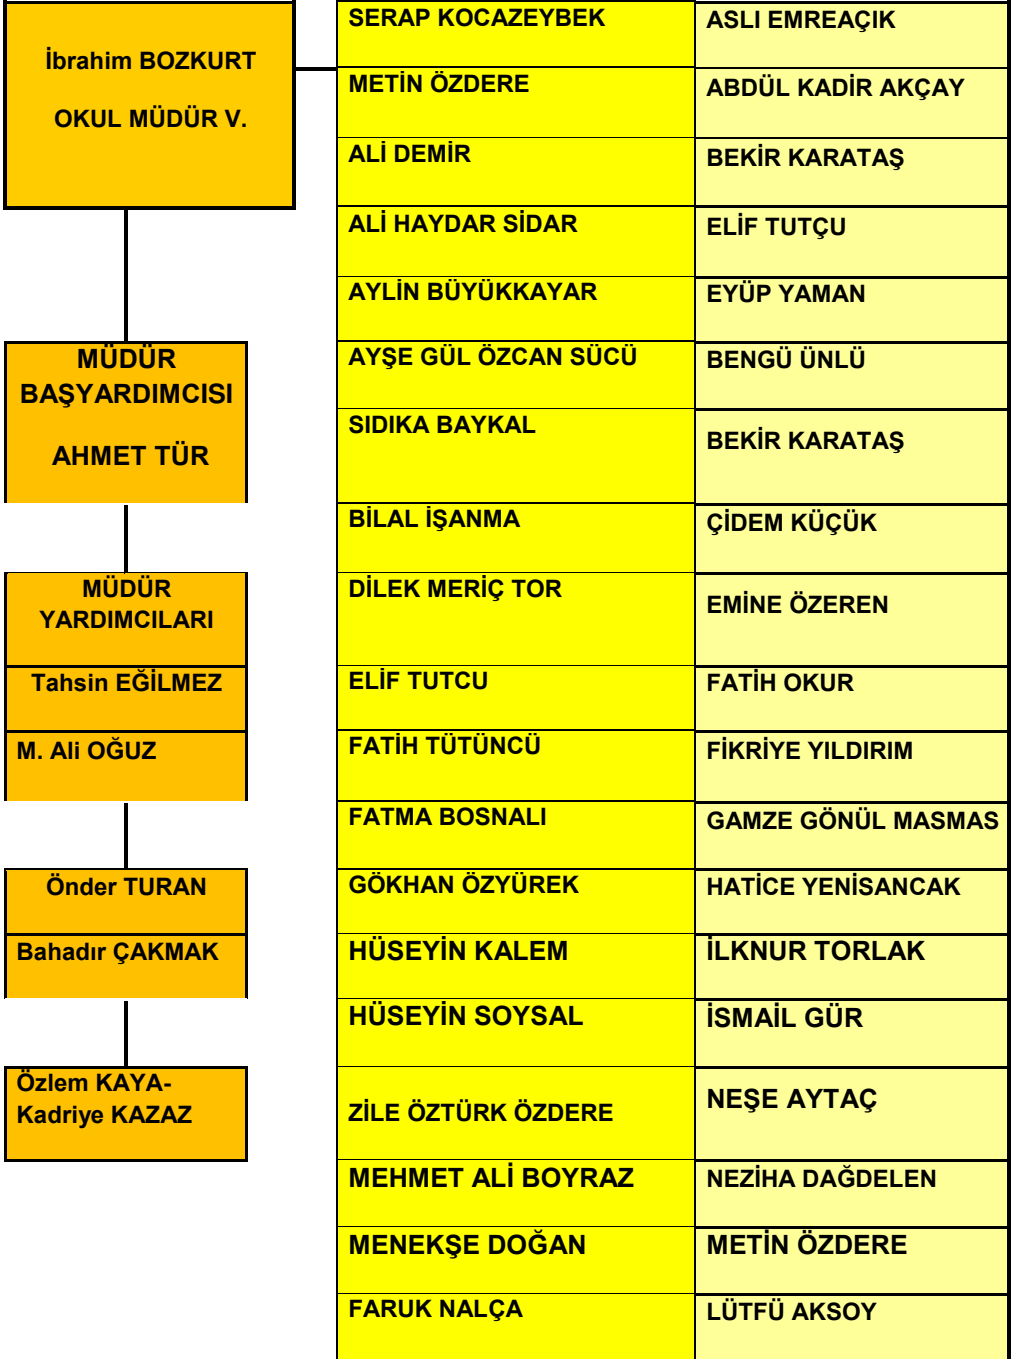 İbrahim BOZKURT
OKUL MÜDÜR V.
MÜDÜR
BAŞYARDIMCISI
AHMET TÜR
MÜDÜR
YARDIMCILARI
Tahsin EĞİLMEZ
M. Ali OĞUZ
Önder TURAN
Bahadır ÇAKMAK
Özlem KAYA-
Kadriye KAZAZ
SERAP KOCAZEYBEK
ASLI EMREAÇIK
METİN ÖZDERE
ABDÜL KADİR AKÇAY
ALİ DEMİR
BEKİR KARATAŞ
ALİ HAYDAR SİDAR
ELİF TUTÇU
AYLİN BÜYÜKKAYAR
EYÜP YAMAN
AYŞE GÜL ÖZCAN SÜCÜ
BENGÜ ÜNLÜ
SIDIKA BAYKAL
BEKİR KARATAŞ
BİLAL İŞANMA
ÇİDEM KÜÇÜK
DİLEK MERİÇ TOR
EMİNE ÖZEREN
ELİF TUTCU
FATİH OKUR
FATİH TÜTÜNCÜ
FİKRİYE YILDIRIM
FATMA BOSNALI
GAMZE GÖNÜL MASMAS
GÖKHAN ÖZYÜREK
HATİCE YENİSANCAK
HÜSEYİN KALEM
İLKNUR TORLAK
HÜSEYİN SOYSAL
İSMAİL GÜR
ZİLE ÖZTÜRK ÖZDERE
NEŞE AYTAÇ
MEHMET ALİ BOYRAZ
NEZİHA DAĞDELEN
MENEKŞE DOĞAN
METİN ÖZDERE
FARUK NALÇA
LÜTFÜ AKSOY